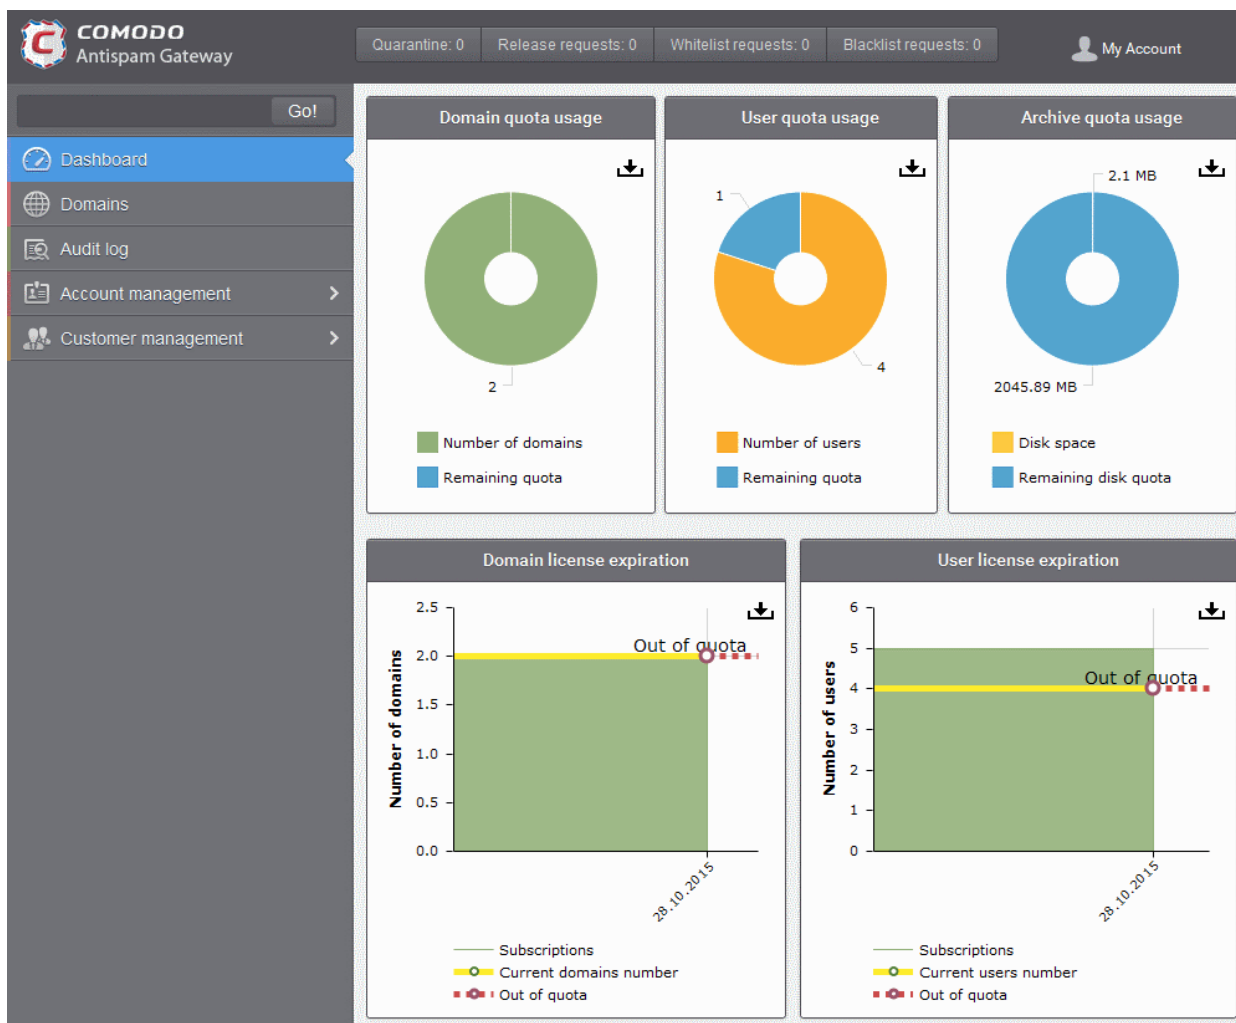 COMODO
Antispam Gateway
Quarantine: 0
Release requests: 0
Whitelist requests: 0
Blacklist requests: 0
My Account
Go!
Dashboard
Domains
Audit log
Account management
Customer management
Domain quota usage
2
Number of domains
Remaining quota
User quota usage
1
4
Number of users
Remaining quota
Archive quota usage
2.1 MB
2045.89 MB
Disk space
Remaining disk quota
Domain license expiration
Number of domains
2.5
2.0
1.5
1.0
0.5
0.0
Out of quota
28.10.2015
Subscriptions
Current domains number
Out of quota
User license expiration
Number of users
6
5
4
3
2
1
0
Out of quota
28.10.2015
Subscriptions
Current users number
Out of quota